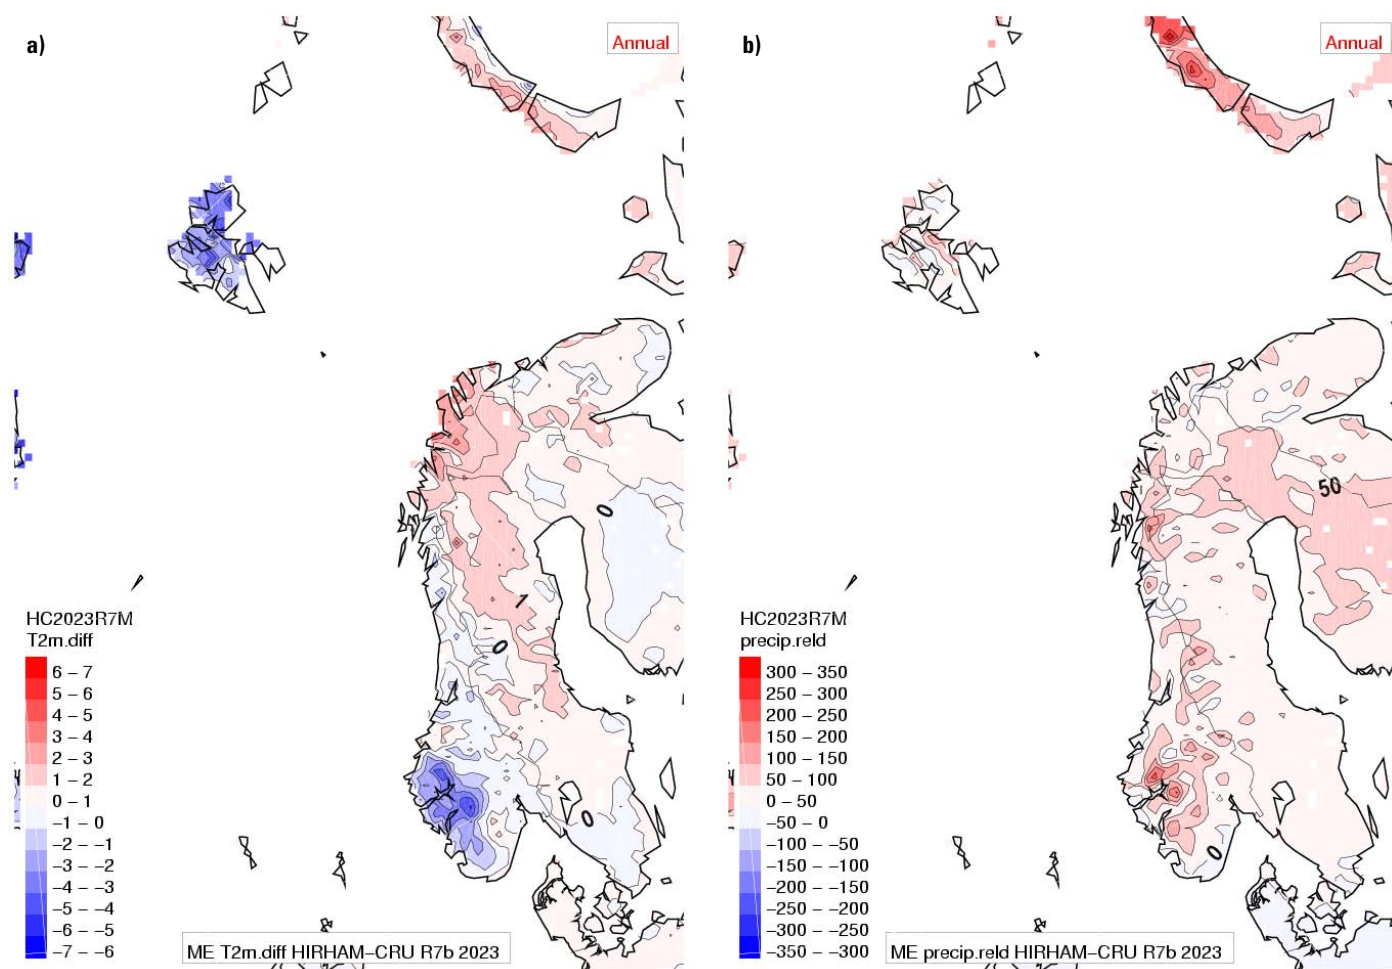 a)
Annual
HC2023R7M
T2m.diff
6 – 7
5 – 6
4 – 5
3 – 4
2 – 3
1 – 2
0 – 1
–1 – 0
–2 – –1
–3 – –2
–4 – –3
–5 – –4
–6 – –5
–7 – –6
0
1
0
0
ME T2m.diff HIRHAM–CRU R7b 2023
b)
Annual
HC2023R7M
precip.reld
300 – 350
250 – 300
200 – 250
150 – 200
100 – 150
50 – 100
0 – 50
–50 – 0
–100 – –50
–150 – –100
–200 – –150
–250 – –200
–300 – –250
–350 – –300
50
0
ME precip.reld HIRHAM–CRU R7b 2023